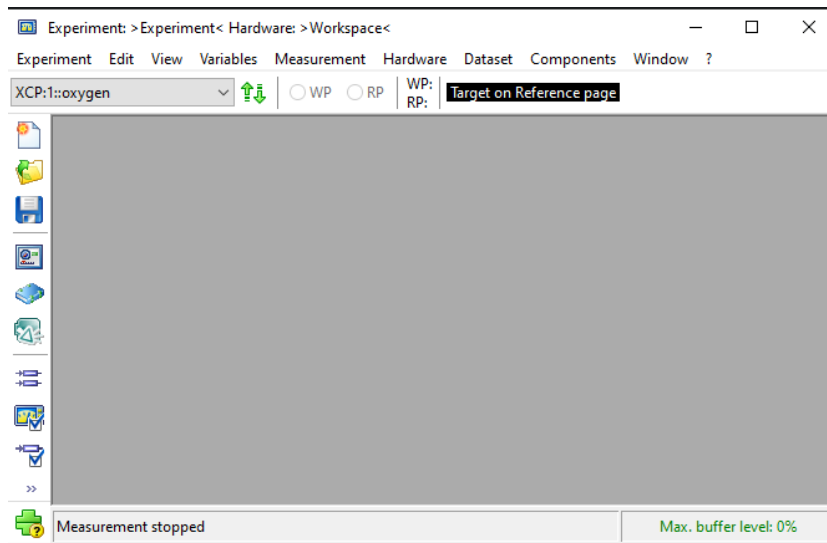 Experiment: >Experiment< Hardware: >Workspace<
Experiment Edit View Variables Measurement Hardware Dataset Components Window ?
XCP:1::oxygen WP RP WP: Target on Reference page
RP:
»
Measurement stopped Max. buffer level: 0%